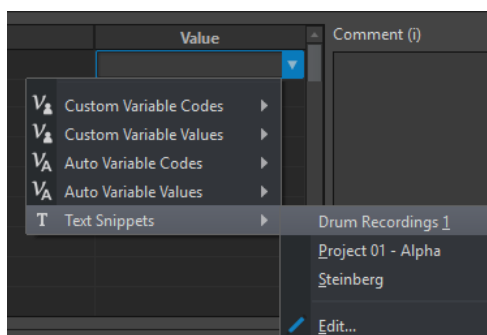 Value
Comment (i)
Custom Variable Codes
Custom Variable Values
Auto Variable Codes
Auto Variable Values
T Text Snippets
Drum Recordings 1
Project 01 - Alpha
Steinberg
Edit...